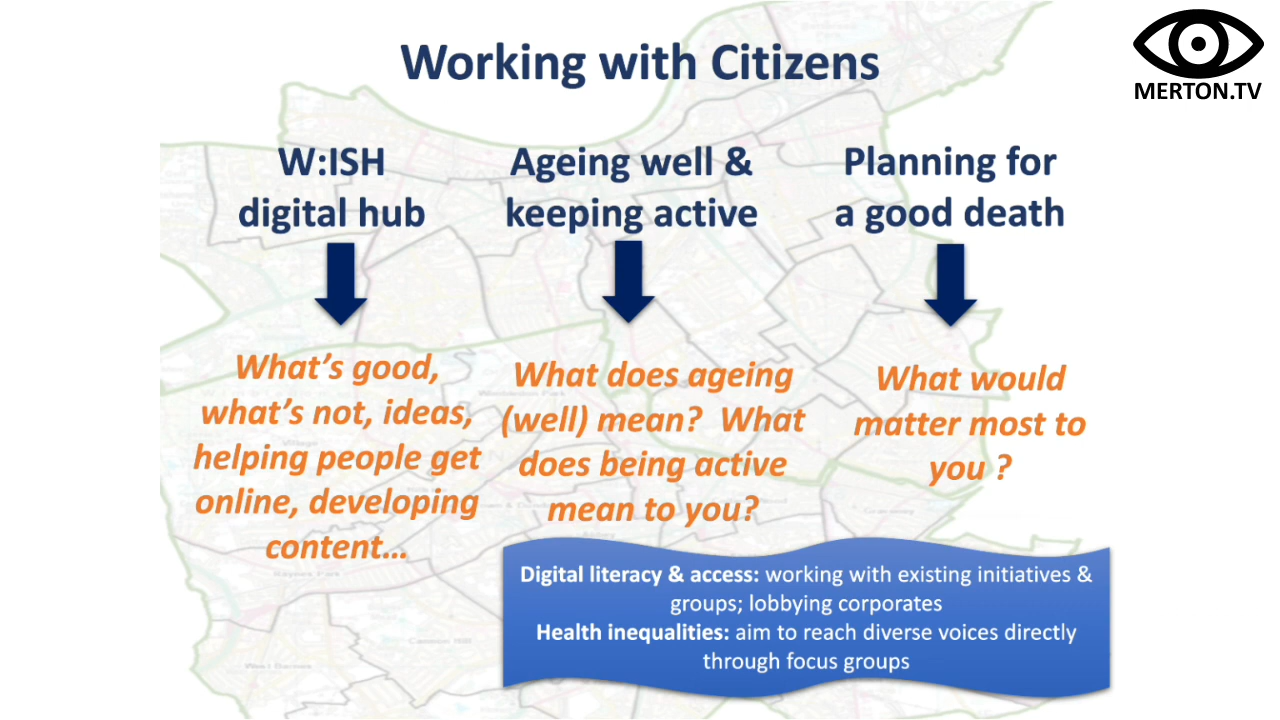 Working with Citizens
MERTON.TV
W:ISH
digital hub
Ageing well &
keeping active
Planning for
a good death
What's good,
what's not, ideas,
helping people get
online, developing
content...
What does ageing
(well) mean?  What
does being active
mean to you?
What would
matter most to
you ?
Digital literacy & access: working with existing initiatives &
groups; lobbying corporates
Health inequalities: aim to reach diverse voices directly
through focus groups